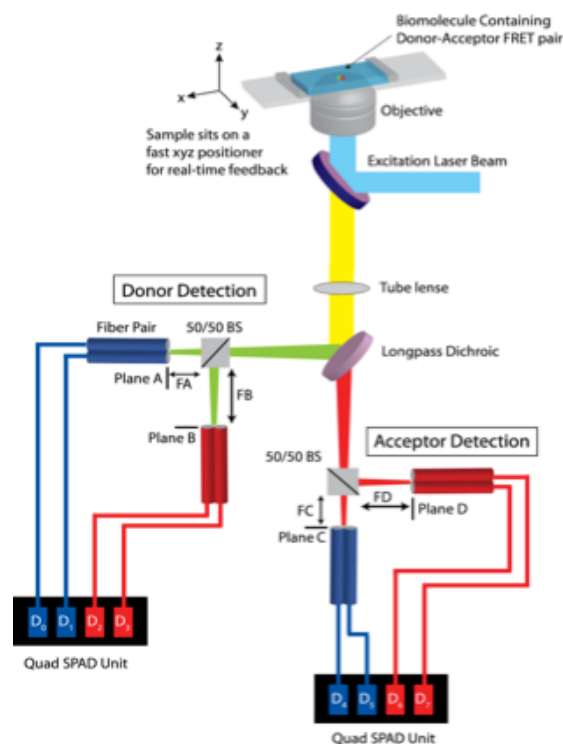 Biomolecule Containing
Donor-Acceptor FRET pair
z
x
y
Objective
Sample sits on a
fast xyz positioner
for real-time feedback
Excitation Laser Beam
Donor Detection
Tube lense
Fiber Pair
50/50 BS
Longpass Dichroic
Plane A
FA
FB
Plane B
Acceptor Detection
50/50 BS
FC
FD
Plane D
Plane C
D₀ D₁ D₂ D₃
Quad SPAD Unit
D₄ D₅ D₆ D₇
Quad SPAD Unit